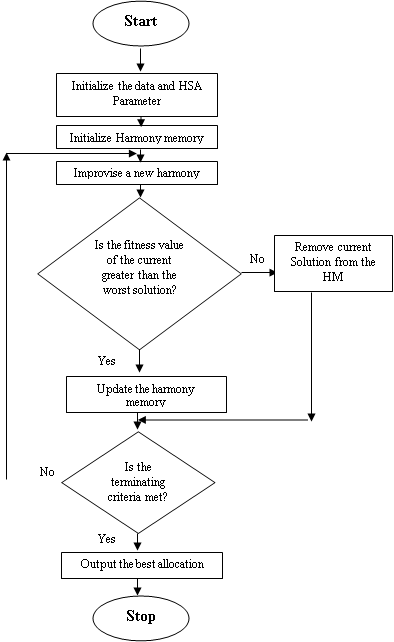 Start
Initialize the data and HSA
Parameter
Initialize Harmony memory
Improvise a new harmony
Is the fitness value
of the current
greater than the
worst solution?
No
Remove current
Solution from the
HM
Yes
Update the harmony
memory
No
Is the
terminating
criteria met?
Yes
Output the best allocation
Stop